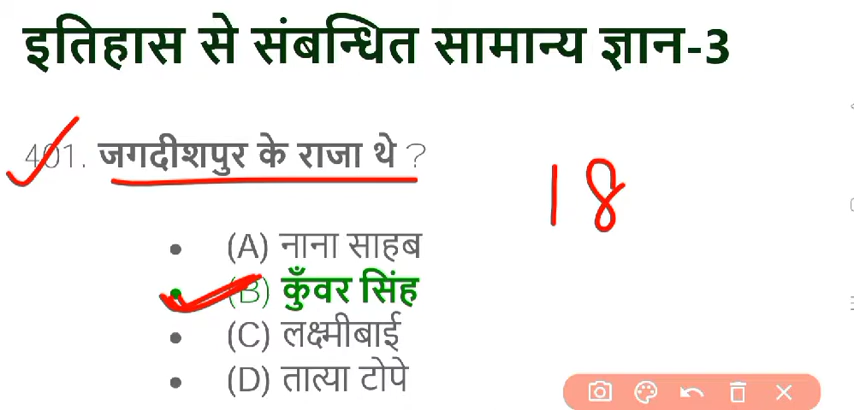 इतिहास से संबन्धित सामान्य ज्ञान-3
401. जगदीशपुर के राजा थे ?
18
(A) नाना साहब
(B) कुँवर सिंह
(C) लक्ष्मीबाई
(D) तात्या टोपे